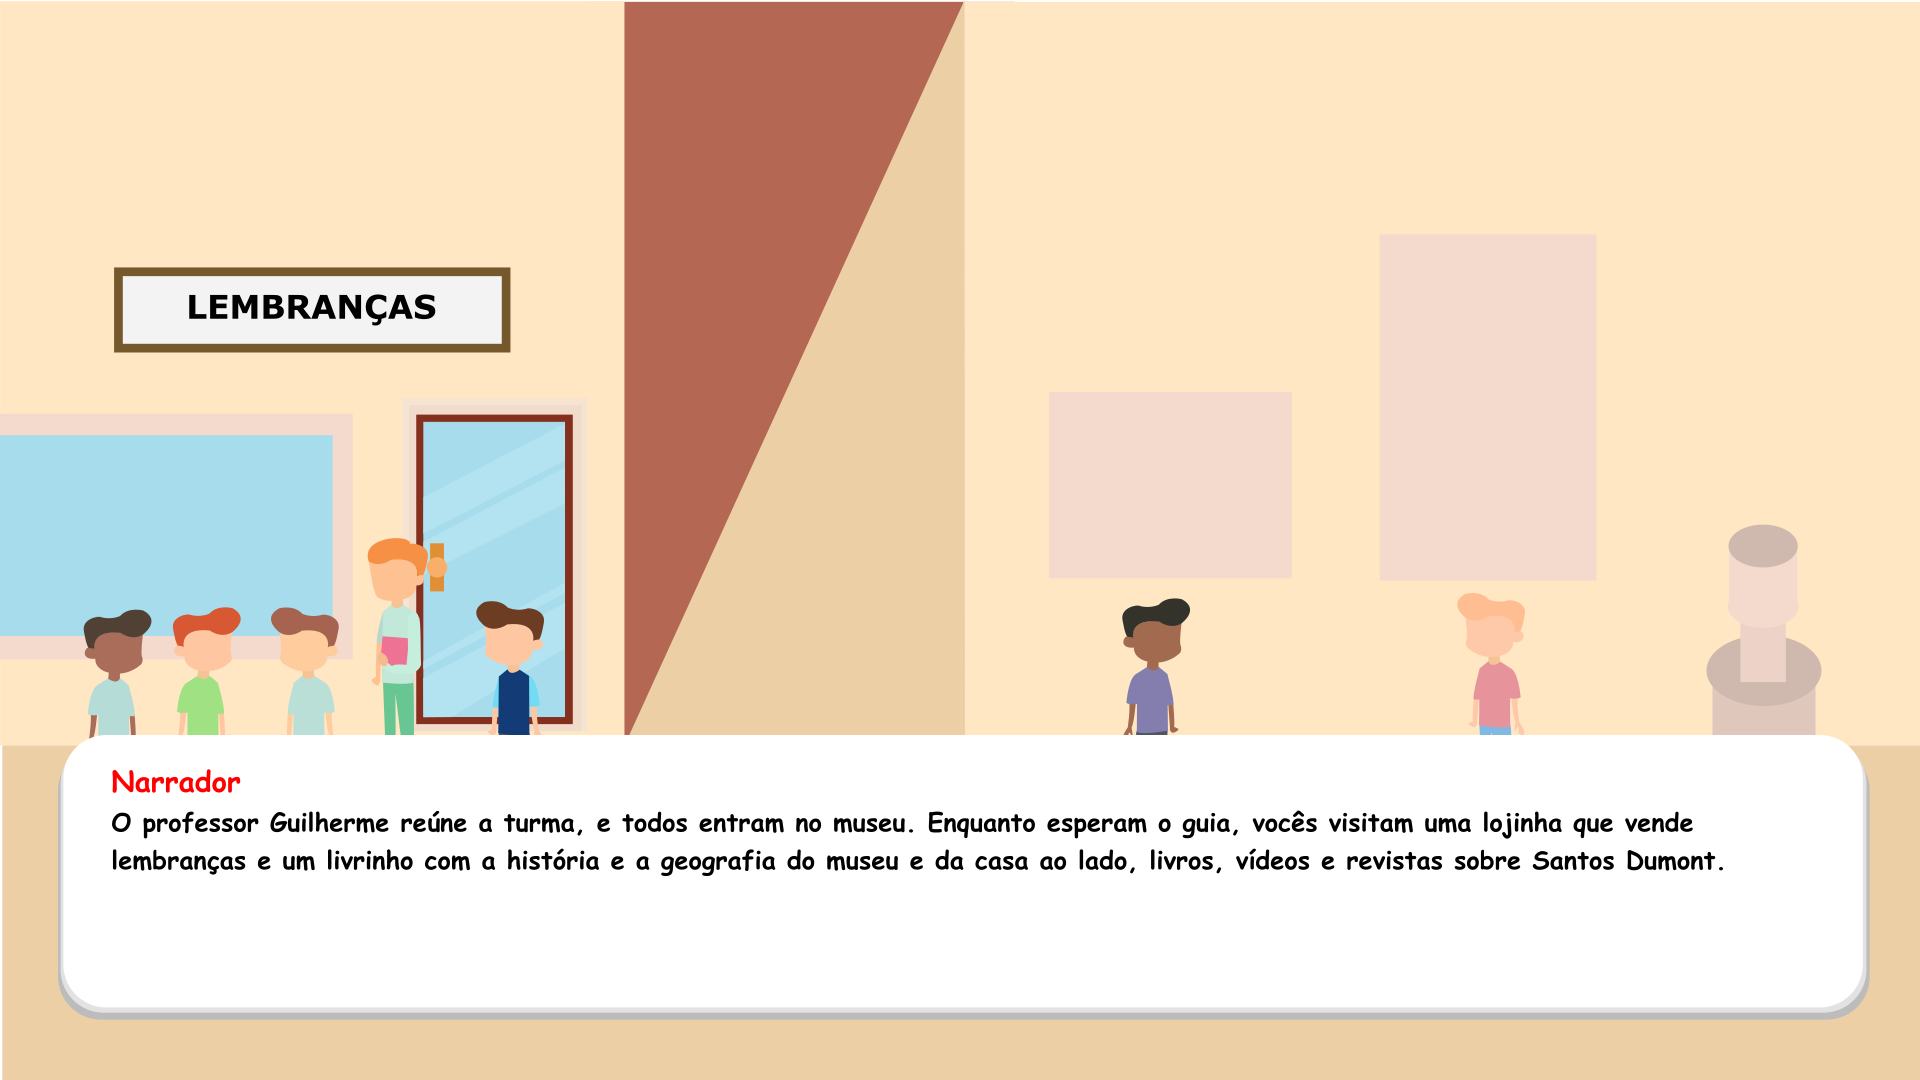 LEMBRANÇAS
Narrador
O professor Guilherme reúne a turma, e todos entram no museu. Enquanto esperam o guia, vocês visitam uma lojinha que vende
lembranças e um livrinho com a história e a geografia do museu e da casa ao lado, livros, vídeos e revistas sobre Santos Dumont.